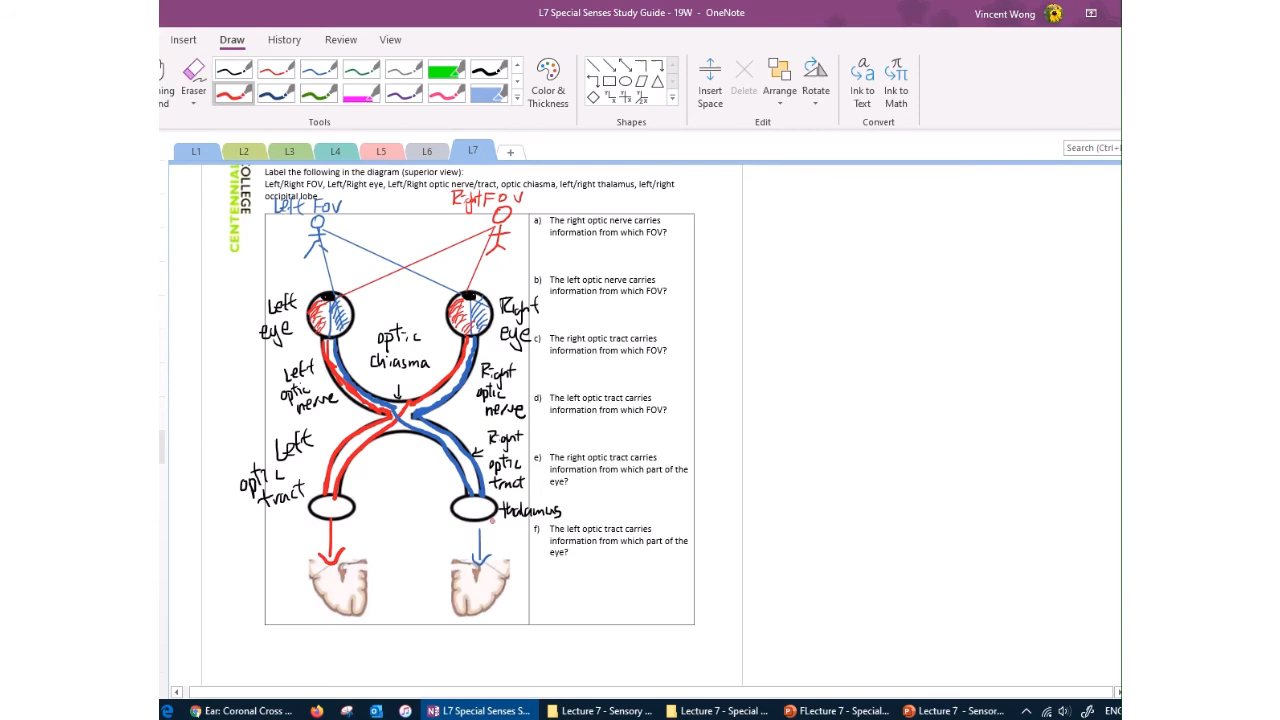 L7 Special Senses Study Guide - 19W - OneNote
Vincent Wong
Insert Draw History Review View
Eraser
Color & Thickness
Insert Space
Delete
Arrange
Rotate
Ink to Text
Ink to Math
Tools
Shapes
Edit
Convert
L1 L2 L3 L4 L5 L6 L7
Search (Ctrl+
CENTENNIAL
COLLEGE
Label the following in the diagram (superior view):
Left/Right FOV, Left/Right eye, Left/Right optic nerve/tract, optic chiasma, left/right thalamus, left/right
occipital lobe
Left FOV
Right FOV
Left eye
Right eye
optic chiasma
Left optic nerve
Right optic nerve
Left optic tract
Right optic tract
thalamus
a) The right optic nerve carries
information from which FOV?
b) The left optic nerve carries
information from which FOV?
c) The right optic tract carries
information from which FOV?
d) The left optic tract carries
information from which FOV?
e) The right optic tract carries
information from which part of the
eye?
f) The left optic tract carries
information from which part of the
eye?
Ear: Coronal Cross ...
L7 Special Senses S...
Lecture 7 - Sensory ...
Lecture 7 - Special ...
FLecture 7 - Special...
Lecture 7 - Sensor...
ENG